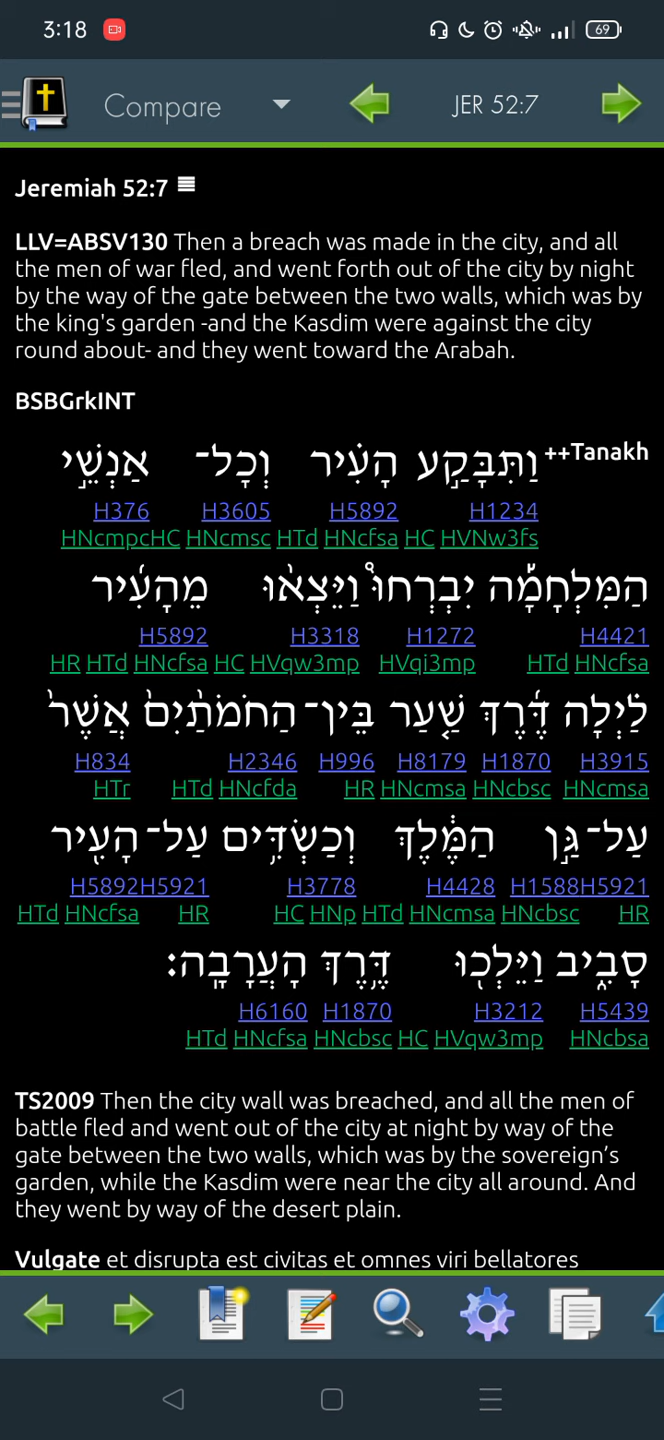 3:18
69
Compare
JER 52:7
Jeremiah 52:7
LLV=ABSV130 Then a breach was made in the city, and all
the men of war fled, and went forth out of the city by night
by the way of the gate between the two walls, which was by
the king's garden -and the Kasdim were against the city
round about- and they went toward the Arabah.
BSBGrkINT
++Tanakh וַתִּבָּקַ֣ע הָעִ֗יר וְכָל־ אַנְשֵׁ֣י
H376 H3605 H5892 H1234
HNcmpcHC HNcmsc HTd HNcfsa HC HVNw3fs
הַמִּלְחָמָ֡ה יִבְרְחוּ֩ וַיֵּצְא֨וּ מֵהָעִ֜יר
H5892 H3318 H1272 H4421
HR HTd HNcfsa HC HVqw3mp HVqi3mp HTd HNcfsa
לַ֗יְלָה דֶּ֜רֶךְ שַׁ֤עַר בֵּין־הַחֹמֹתַ֙יִם֙ אֲשֶׁר֙
H834 H2346 H996 H8179 H1870 H3915
HTr HTd HNcfda HR HNcmsa HNcbsc HNcmsa
עַל־גַּ֣ן הַמֶּ֔לֶךְ וְכַשְׂדִּ֥ים עַל־הָעִ֖יר
H5892H5921 H3778 H4428 H1588H5921
HTd HNcfsa HR HC HNp HTd HNcmsa HNcbsc HR
סָבִ֑יב וַיֵּלְכ֖וּ דֶּ֥רֶךְ הָעֲרָבָֽה׃
H6160 H1870 H3212 H5439
HTd HNcfsa HNcbsc HC HVqw3mp HNcbsa
TS2009 Then the city wall was breached, and all the men of
battle fled and went out of the city at night by way of the
gate between the two walls, which was by the sovereign’s
garden, while the Kasdim were near the city all around. And
they went by way of the desert plain.
Vulgate et disrupta est civitas et omnes viri bellatores